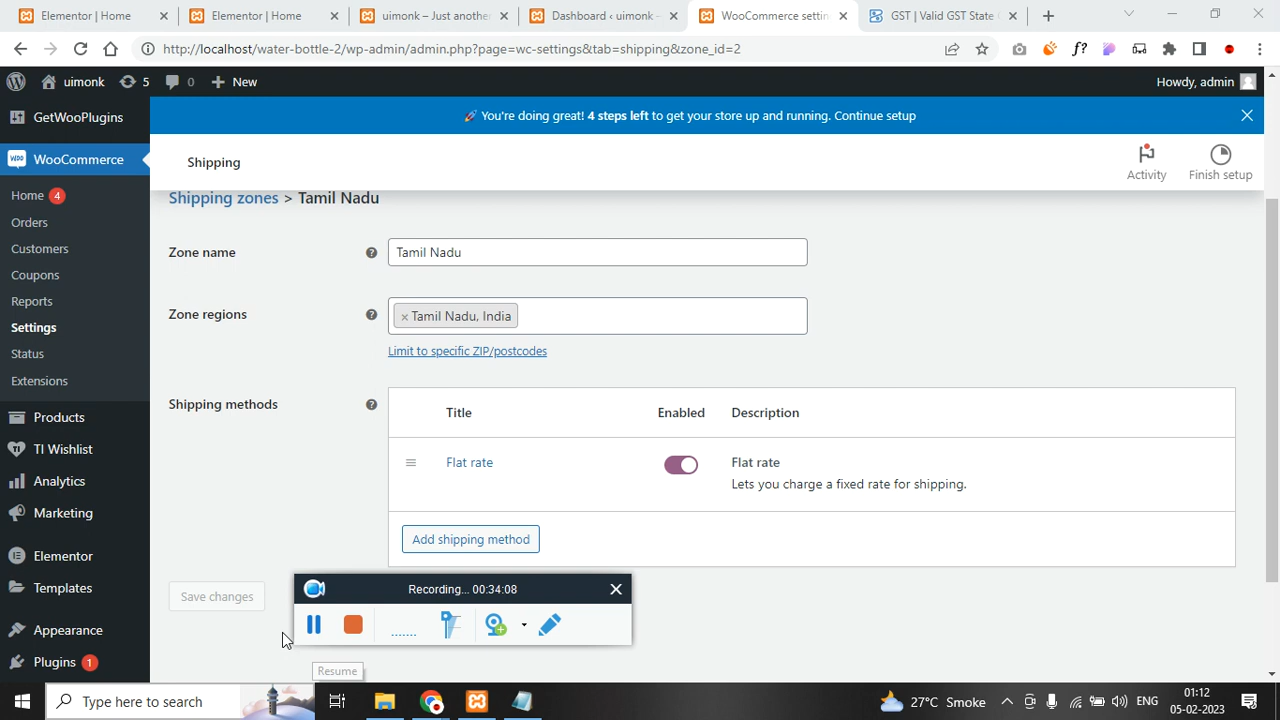 Elementor | Home
Elementor | Home
uimonk – Just anothe
Dashboard ‹ uimonk –
WooCommerce settin
GST | Valid GST State
http://localhost/water-bottle-2/wp-admin/admin.php?page=wc-settings&tab=shipping&zone_id=2
f?
uimonk
5
0
New
Howdy, admin
GetWooPlugins
🚀 You're doing great! 4 steps left to get your store up and running. Continue setup
WooCommerce
Shipping
Activity
Finish setup
Home 4
Orders
Customers
Coupons
Reports
Settings
Status
Extensions
Products
TI Wishlist
Analytics
Marketing
Elementor
Templates
Appearance
Plugins 1
Shipping zones > Tamil Nadu
Zone name
Tamil Nadu
Zone regions
× Tamil Nadu, India
Limit to specific ZIP/postcodes
Shipping methods
Title
Enabled
Description
Flat rate
Flat rate
Lets you charge a fixed rate for shipping.
Add shipping method
Save changes
Recording... 00:34:08
Resume
Type here to search
27°C Smoke
ENG
01:12
05-02-2023